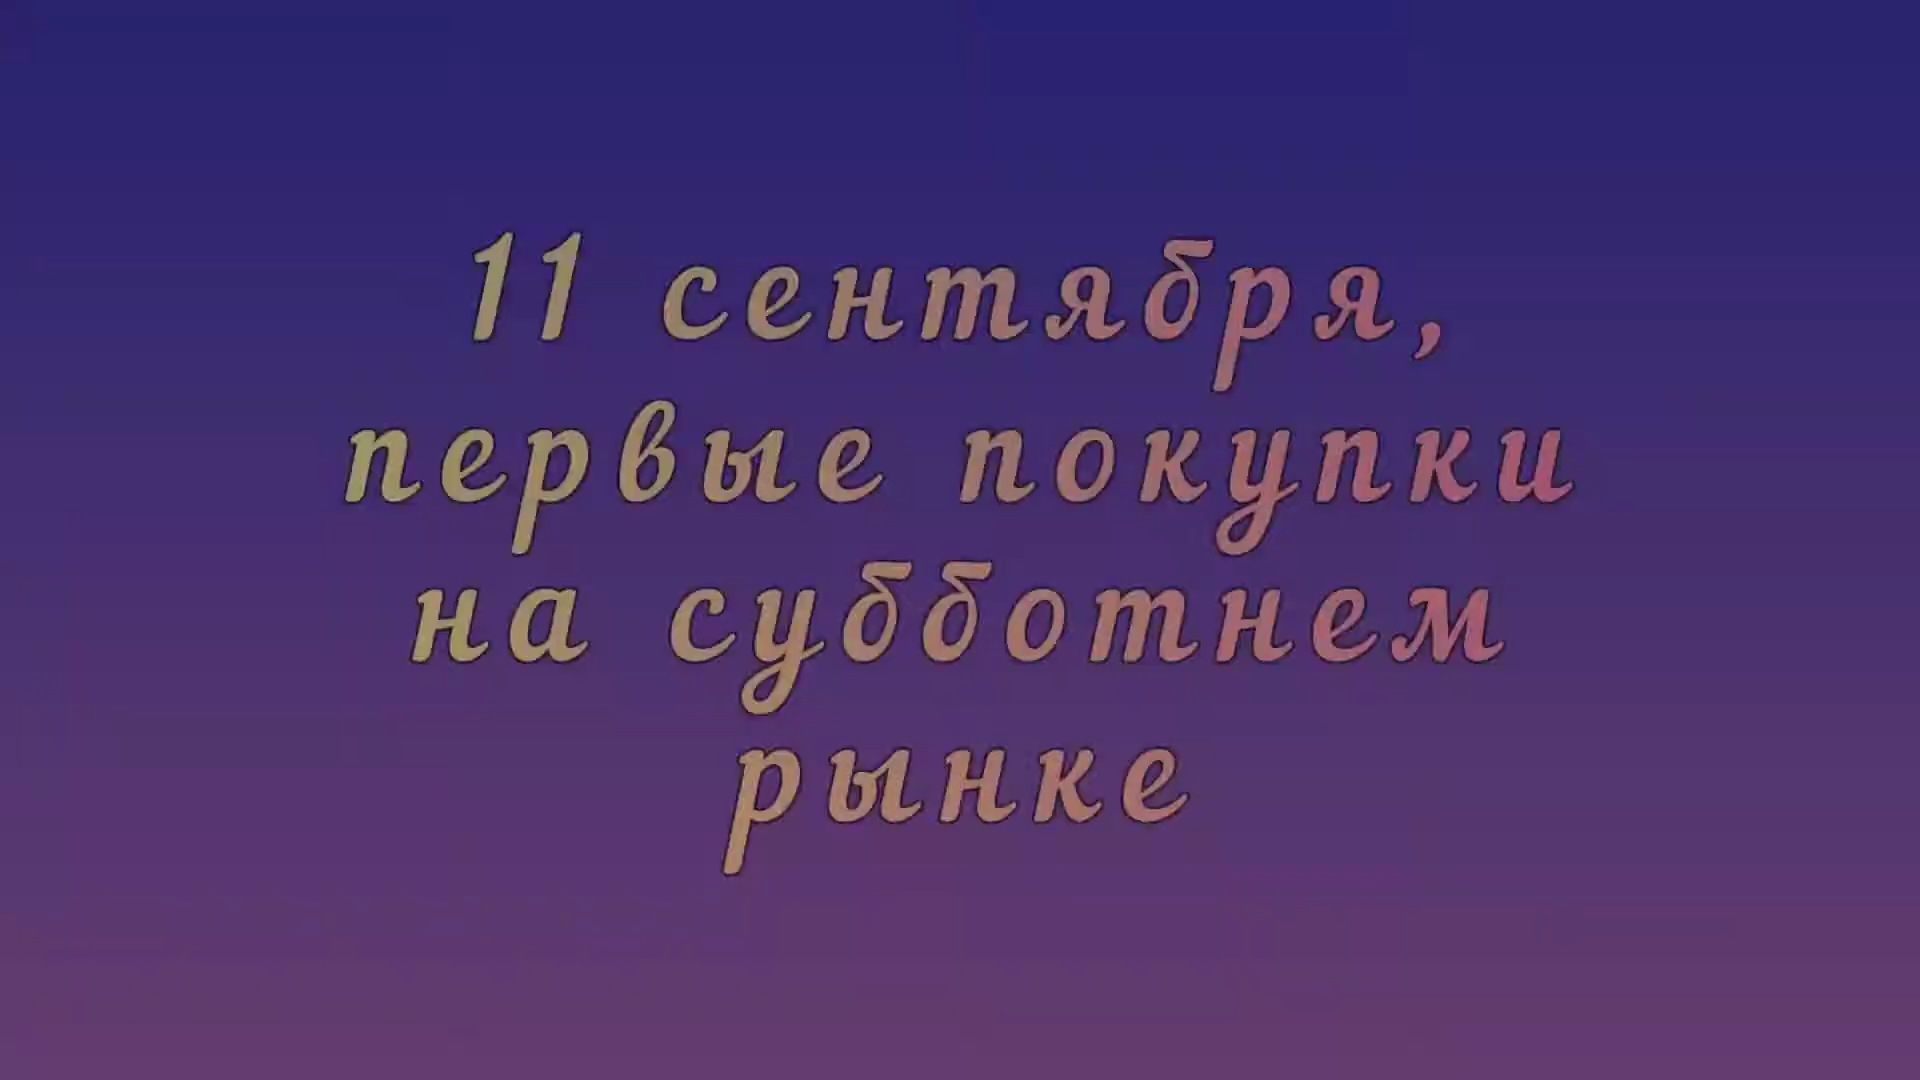 11 сентября,
первые покупки
на субботнем
рынке